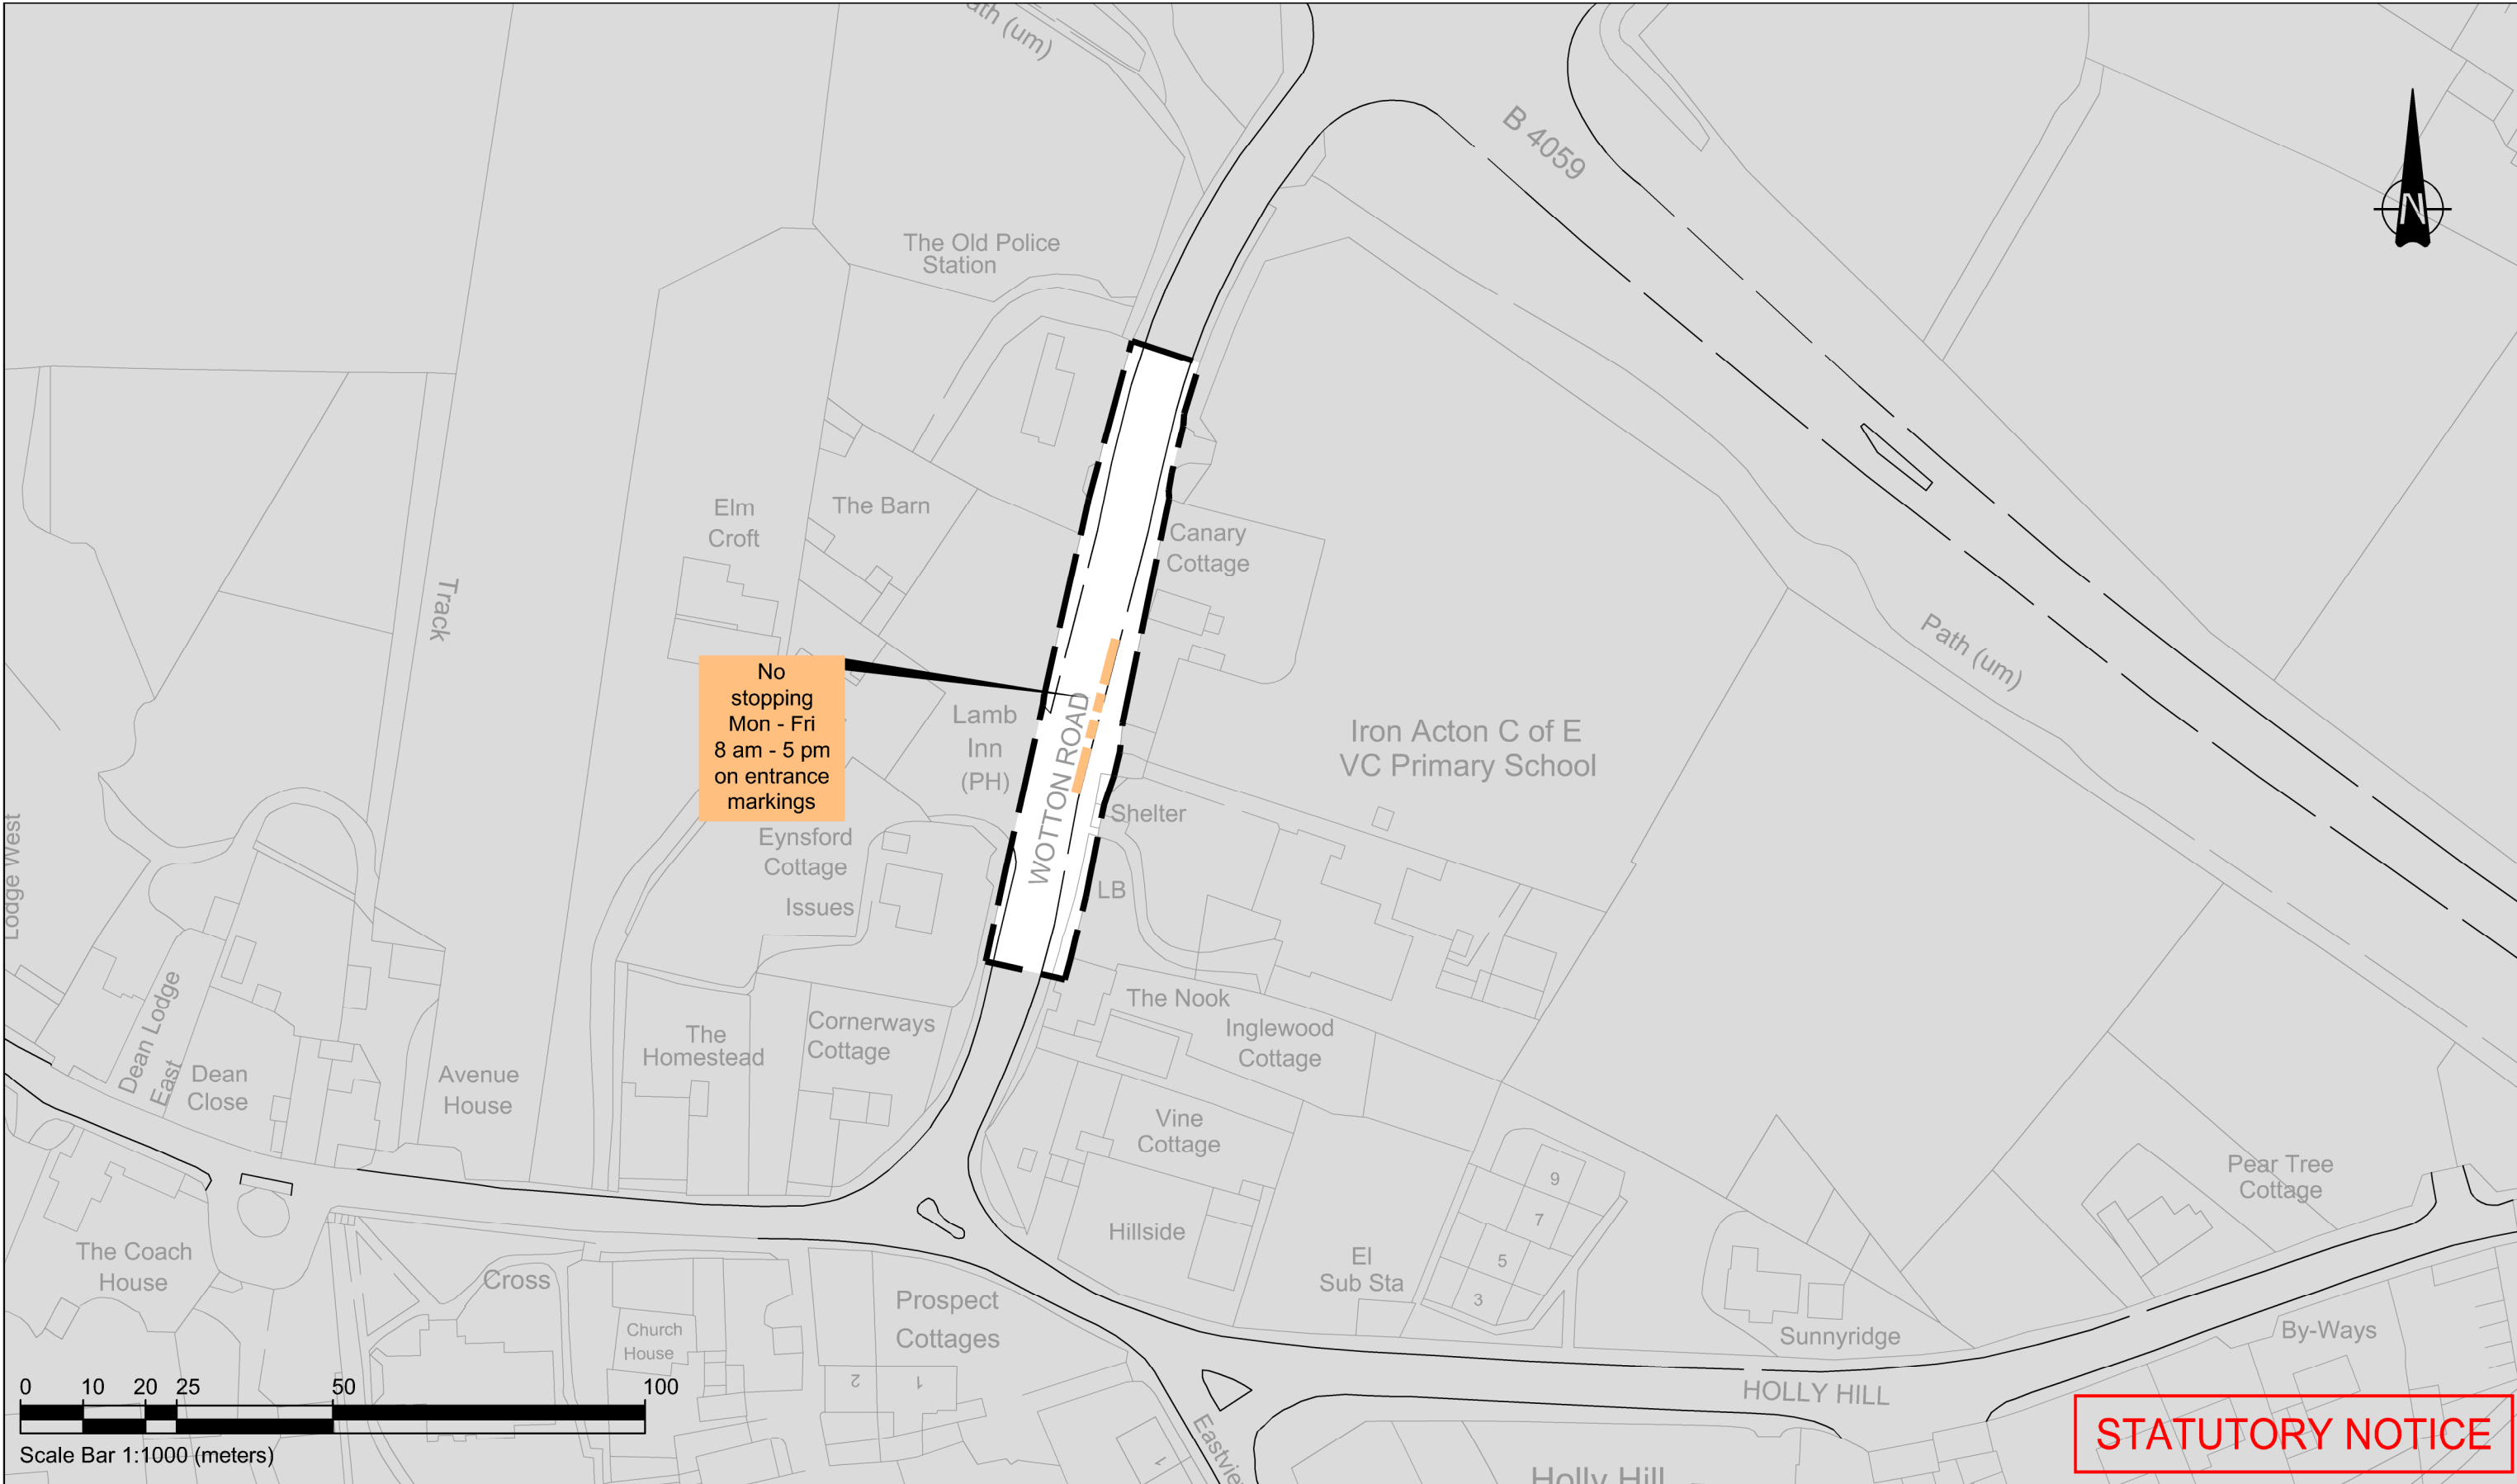 ath (um)
B 4059
N
The Old Police
Station
Elm
Croft
The Barn
Canary
Cottage
Track
Path (um)
No
stopping
Mon - Fri
8 am - 5 pm
on entrance
markings
Lamb
Inn
(PH)
WOTTON ROAD
Iron Acton C of E
VC Primary School
Shelter
Eynsford
Cottage
Issues
LB
Lodge West
Dean Lodge
East
Dean
Close
Avenue
House
The
Homestead
Cornerways
Cottage
The Nook
Inglewood
Cottage
Vine
Cottage
Hillside
El
Sub Sta
9
7
5
3
Pear Tree
Cottage
Sunnyridge
By-Ways
The Coach
House
Cross
Church
House
Prospect
Cottages
2
1
1
HOLLY HILL
Eastview
Holly Hill
0 10 20 25 50 100
Scale Bar 1:1000 (meters)
STATUTORY NOTICE